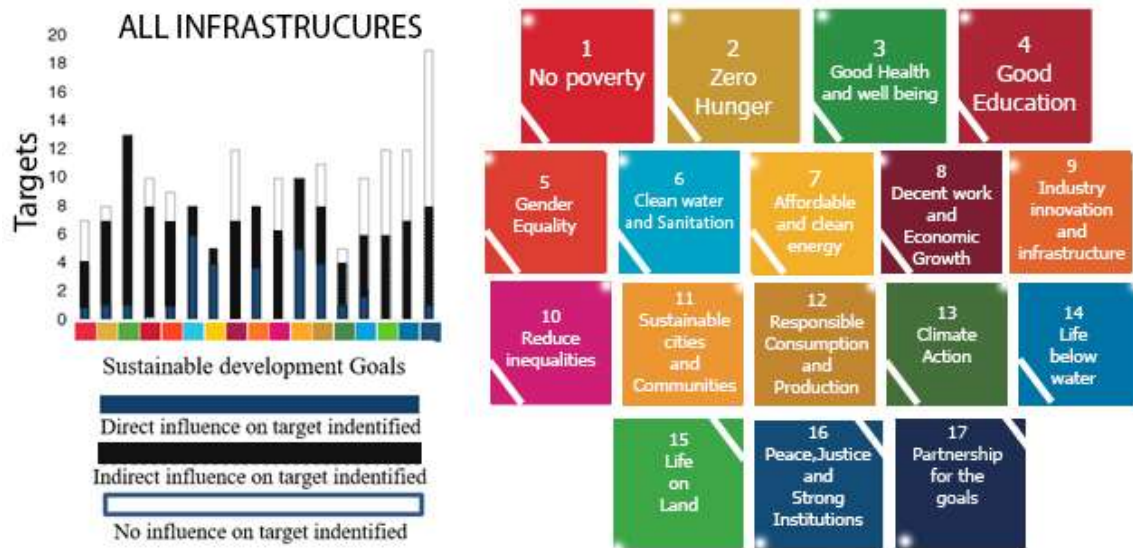 ALL INFRASTRUCURES
20
18
16
14
12
10
8
6
4
2
0
Targets
Sustainable development Goals
Direct influence on target indentified
Indirect influence on target indentified
No influence on target indentified
1
No poverty
2
Zero
Hunger
3
Good Health
and well being
4
Good
Education
5
Gender
Equality
6
Clean water
and Sanitation
7
Affordable
and clean
energy
8
Decent work
and
Economic
Growth
9
Industry
innovation
and
infrastructure
10
Reduce
inequalities
11
Sustainable
cities
and
Communities
12
Responsible
Consumption
and
Production
13
Climate
Action
14
Life
below
water
15
Life
on
Land
16
Peace,Justice
and
Strong
Institutions
17
Partnership
for the
goals